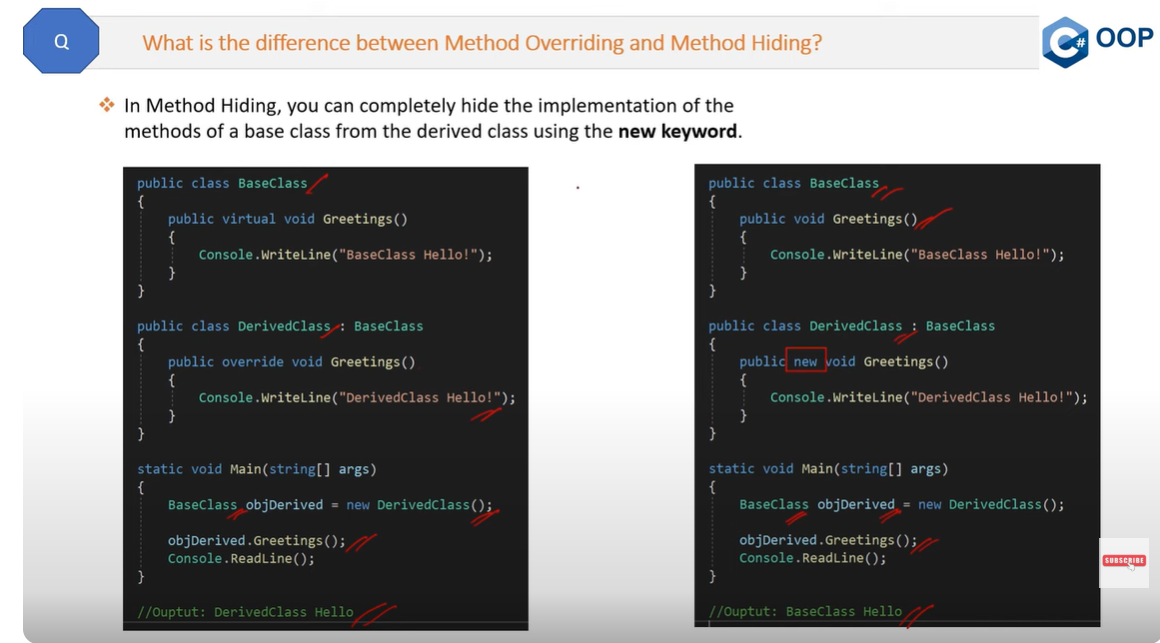 Q
What is the difference between Method Overriding and Method Hiding?
C# OOP
In Method Hiding, you can completely hide the implementation of the
methods of a base class from the derived class using the new keyword.
public class BaseClass
{
public virtual void Greetings()
{
Console.WriteLine("BaseClass Hello!");
}
}
public class DerivedClass : BaseClass
{
public override void Greetings()
{
Console.WriteLine("DerivedClass Hello!");
}
}
static void Main(string[] args)
{
BaseClass objDerived = new DerivedClass();
objDerived.Greetings();
Console.ReadLine();
}
//Ouptut: DerivedClass Hello
public class BaseClass
{
public void Greetings()
{
Console.WriteLine("BaseClass Hello!");
}
}
public class DerivedClass : BaseClass
{
public new void Greetings()
{
Console.WriteLine("DerivedClass Hello!");
}
}
static void Main(string[] args)
{
BaseClass objDerived = new DerivedClass();
objDerived.Greetings();
Console.ReadLine();
}
//Ouptut: BaseClass Hello
SUBSCRIBE